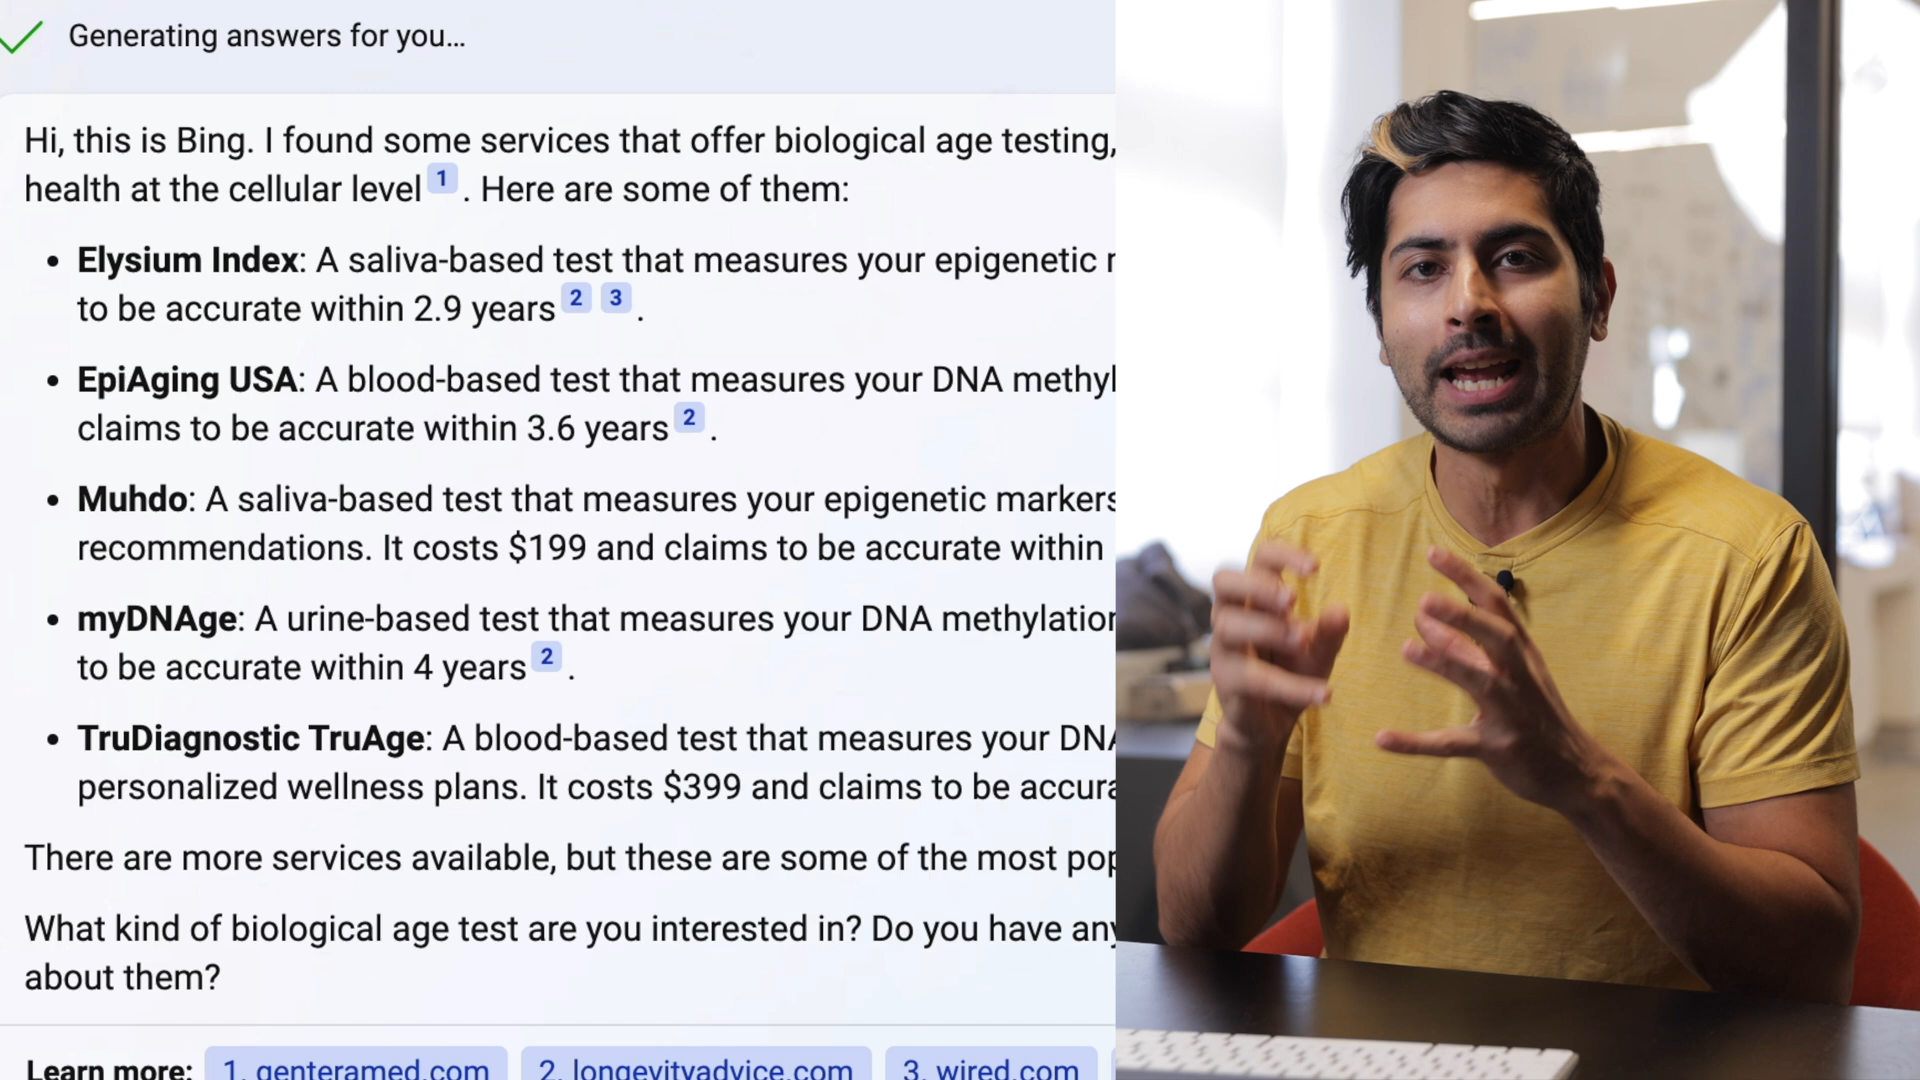 Generating answers for you...
Hi, this is Bing. I found some services that offer biological age testing,
health at the cellular level 1 . Here are some of them:
• Elysium Index: A saliva-based test that measures your epigenetic
to be accurate within 2.9 years 2 3 .
• EpiAging USA: A blood-based test that measures your DNA methyl
claims to be accurate within 3.6 years 2 .
• Muhdo: A saliva-based test that measures your epigenetic markers
recommendations. It costs $199 and claims to be accurate within
• myDNAge: A urine-based test that measures your DNA methylation
to be accurate within 4 years 2 .
• TruDiagnostic TruAge: A blood-based test that measures your DNA
personalized wellness plans. It costs $399 and claims to be accura
There are more services available, but these are some of the most pop
What kind of biological age test are you interested in? Do you have any
about them?
Learn more: 1. genteramed.com 2. longevityadvice.com 3. wired.com